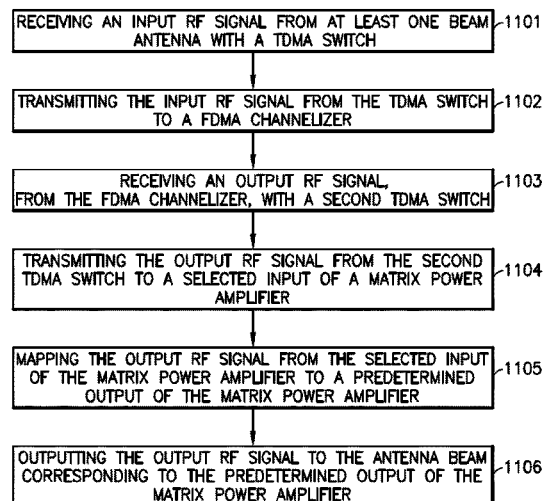 RECEIVING AN INPUT RF SIGNAL FROM AT LEAST ONE BEAM
ANTENNA WITH A TDMA SWITCH
1101
TRANSMITTING THE INPUT RF SIGNAL FROM THE TDMA SWITCH
TO A FDMA CHANNELIZER
1102
RECEIVING AN OUTPUT RF SIGNAL,
FROM THE FDMA CHANNELIZER, WITH A SECOND TDMA SWITCH
1103
TRANSMITTING THE OUTPUT RF SIGNAL FROM THE SECOND
TDMA SWITCH TO A SELECTED INPUT OF A MATRIX POWER
AMPLIFIER
1104
MAPPING THE OUTPUT RF SIGNAL FROM THE SELECTED INPUT
OF THE MATRIX POWER AMPLIFIER TO A PREDETERMINED
OUTPUT OF THE MATRIX POWER AMPLIFIER
1105
OUTPUTTING THE OUTPUT RF SIGNAL TO THE ANTENNA BEAM
CORRESPONDING TO THE PREDETERMINED OUTPUT OF THE
MATRIX POWER AMPLIFIER
1106